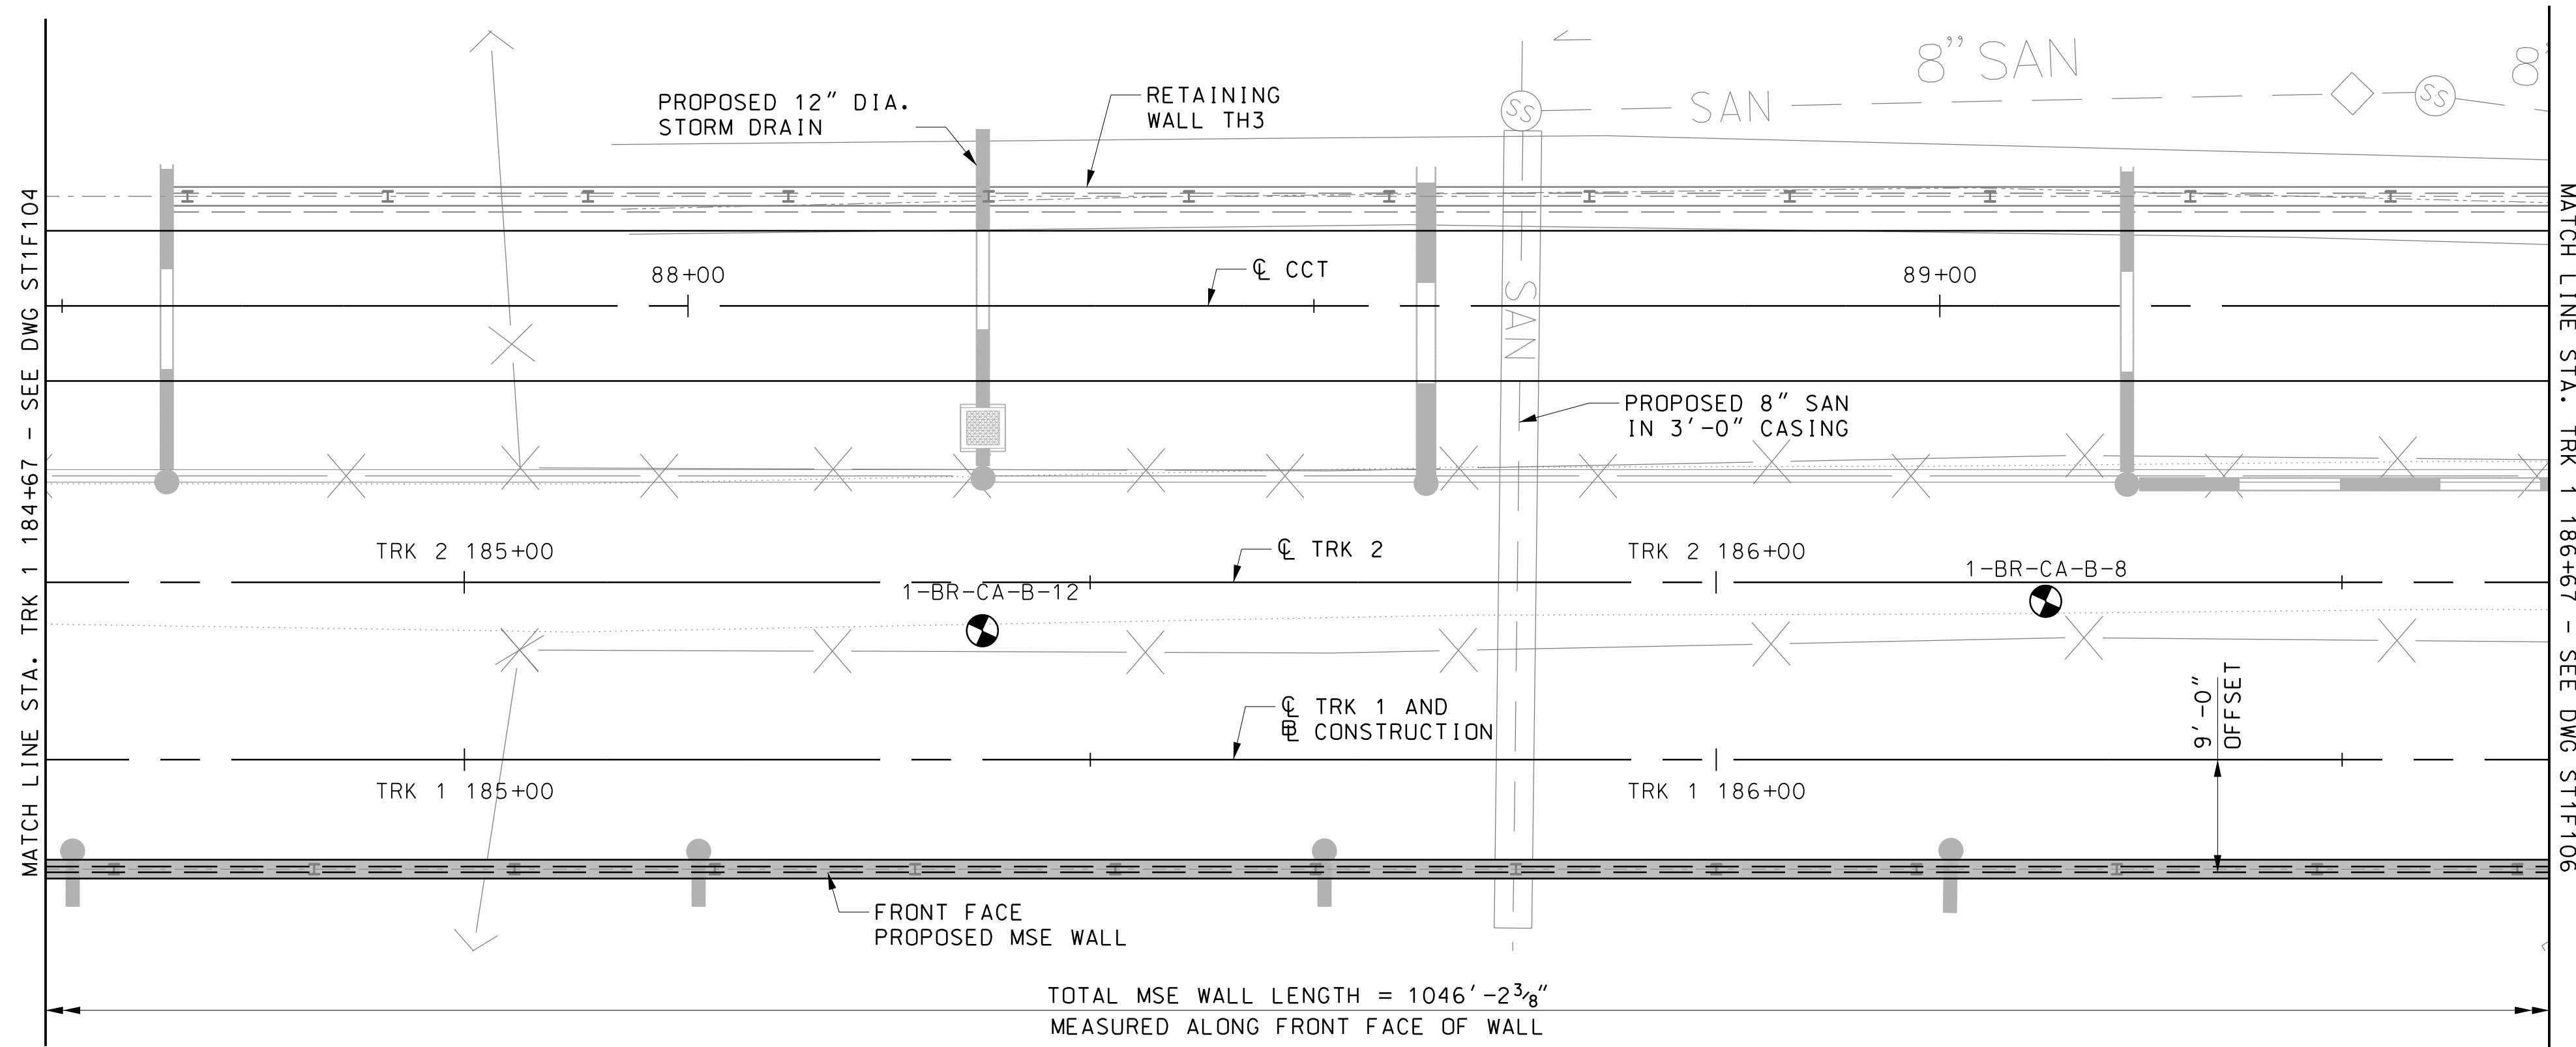 8" SAN
8"
SS
SAN
SS
PROPOSED 12" DIA.
STORM DRAIN
RETAINING
WALL TH3
88+00
℄ CCT
89+00
SAN
PROPOSED 8" SAN
IN 3'-0" CASING
TRK 2 185+00
℄ TRK 2
TRK 2 186+00
1-BR-CA-B-12
1-BR-CA-B-8
℄ TRK 1 AND
BL CONSTRUCTION
9'-0"
OFFSET
TRK 1 185+00
TRK 1 186+00
FRONT FACE
PROPOSED MSE WALL
TOTAL MSE WALL LENGTH = 1046'-2 3/8"
MEASURED ALONG FRONT FACE OF WALL
MATCH LINE STA. TRK 1 184+67 - SEE DWG ST1F104
MATCH LINE STA. TRK 1 186+67 - SEE DWG ST1F106